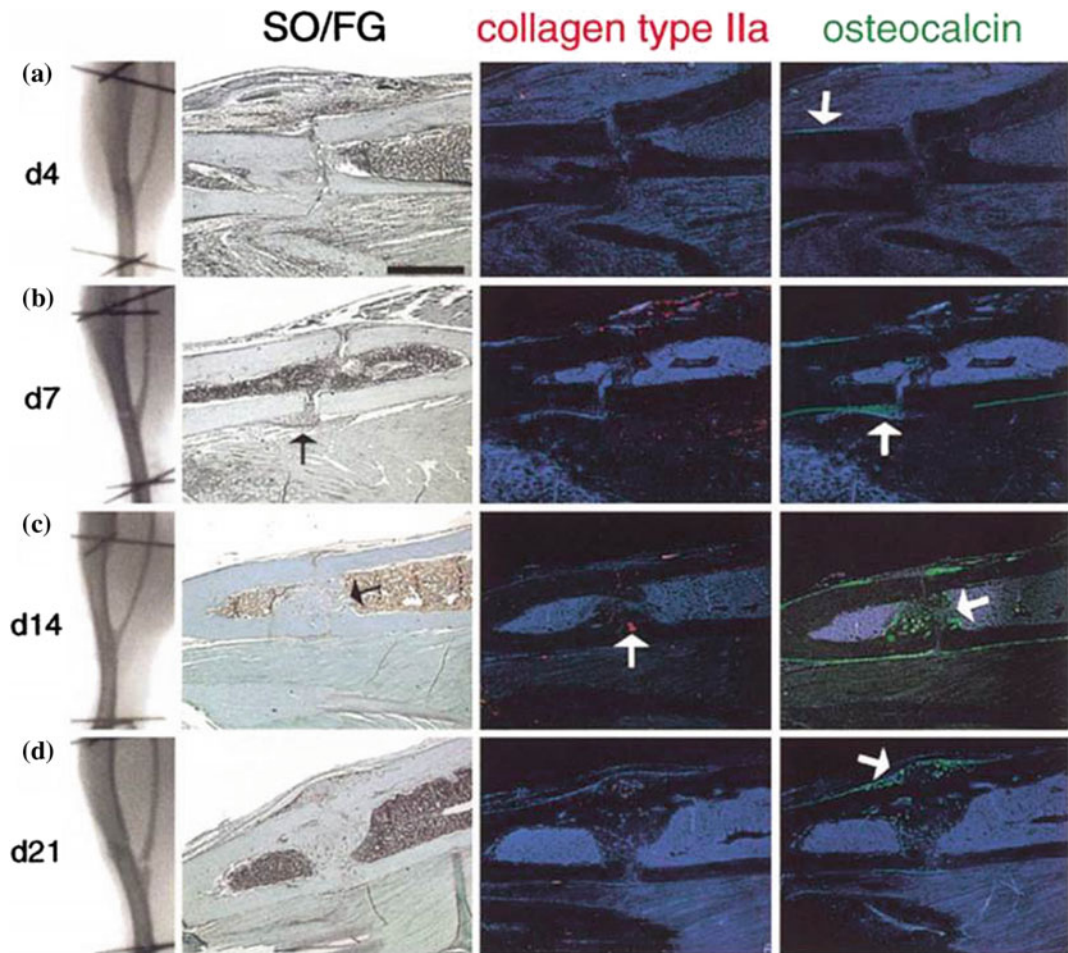 SO/FG collagen type IIa osteocalcin
(a)
d4
(b)
d7
(c)
d14
(d)
d21